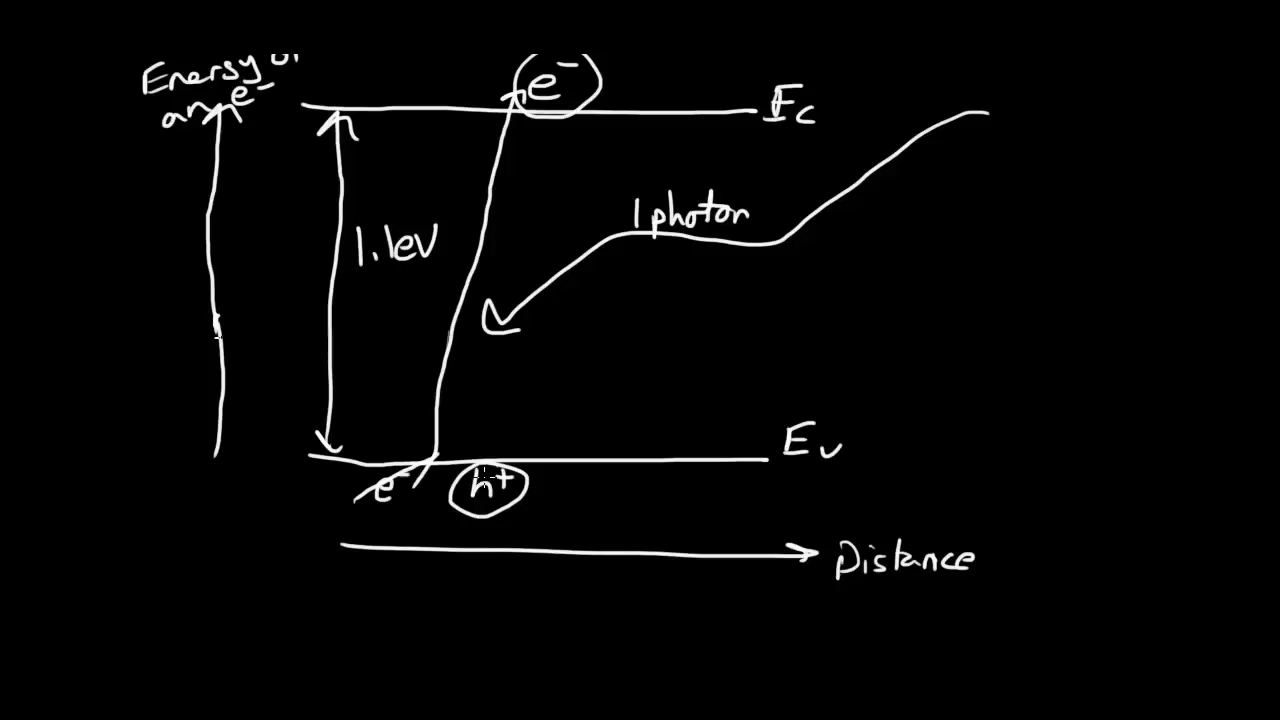 Energy of
an e⁻
e⁻
Ec
1 photon
1.1eV
Ev
e⁻
h⁺
Distance